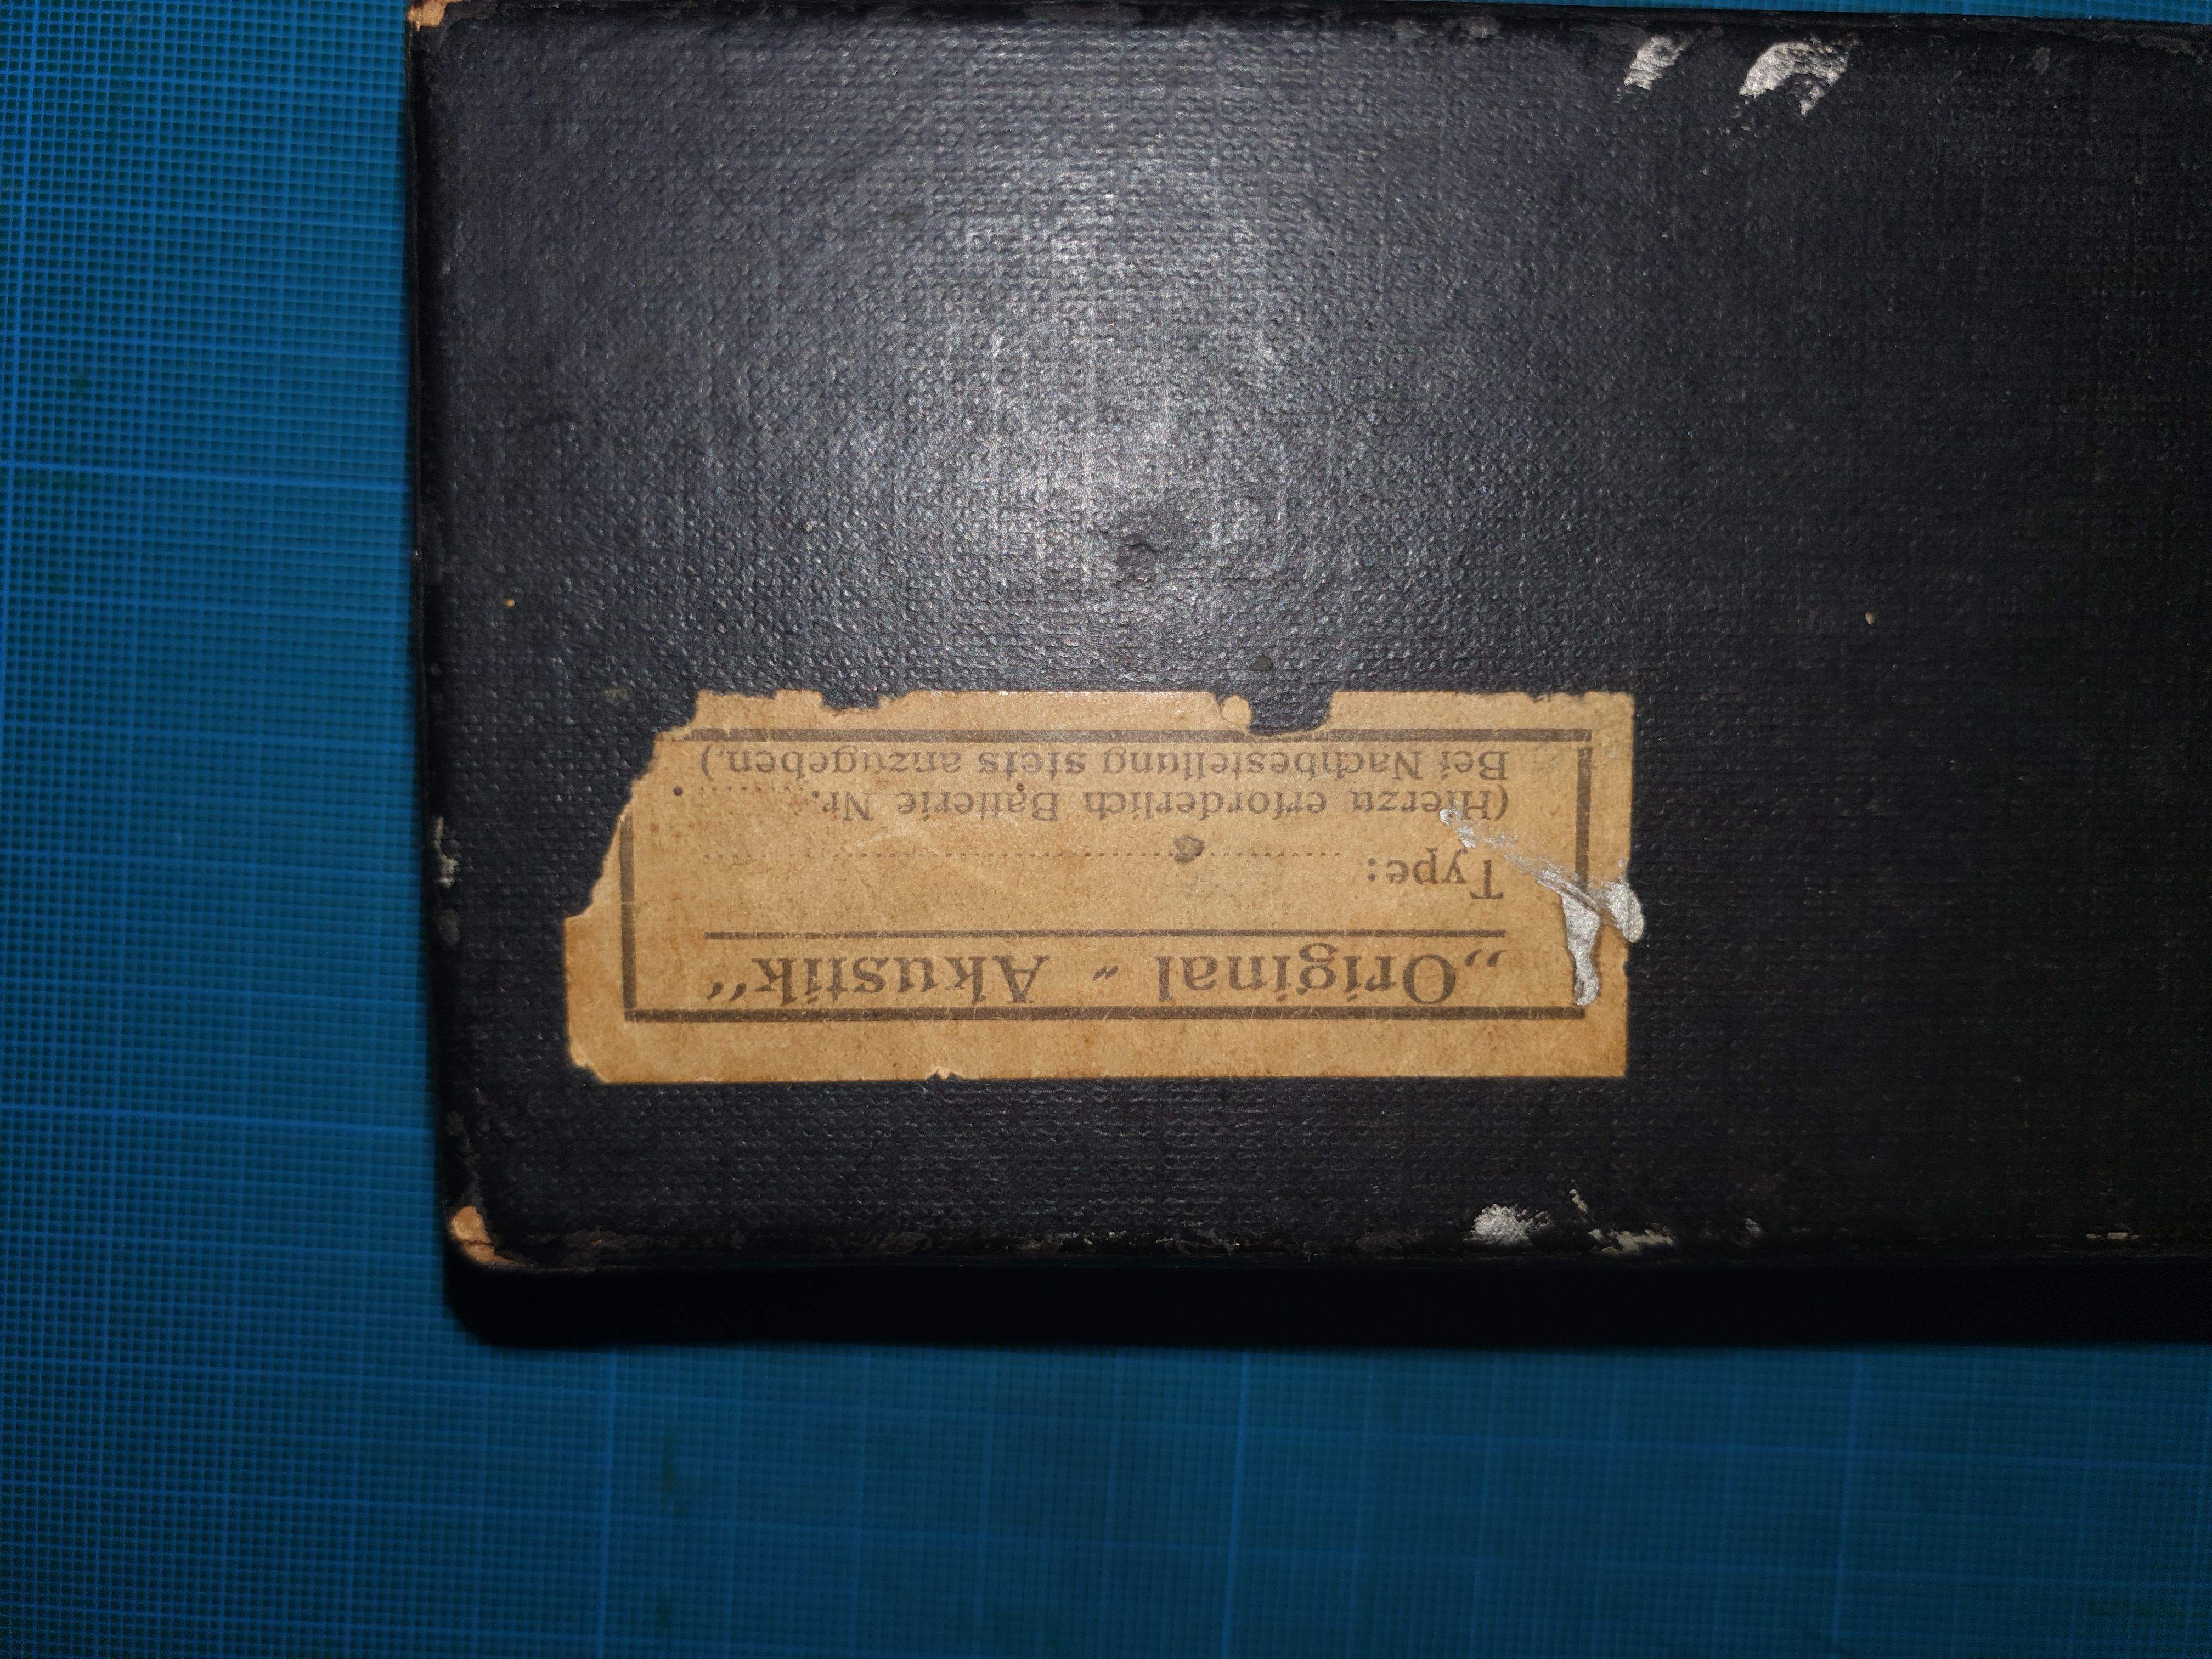 „Original - Akustik“
Type: ........................................
(Hierzu erforderlich Batterie Nr. ............
Bei Nachbestellung stets anzugeben.)